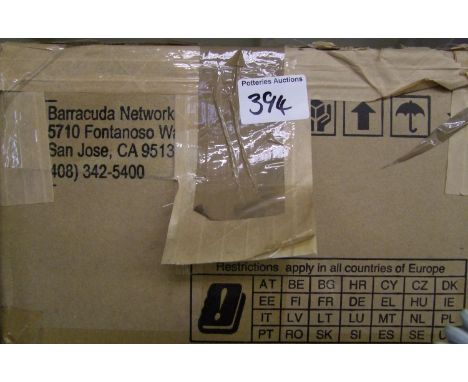 Potteries Auctions
394
Barracuda Network
5710 Fontanoso Wa
San Jose, CA 9513
408) 342-5400
Restrictions apply in all countries of Europe
AT BE BG HR CY CZ DK
EE FI FR DE EL HU IE
IT LV LT LU MT NL PL
PT RO SK SI ES SE